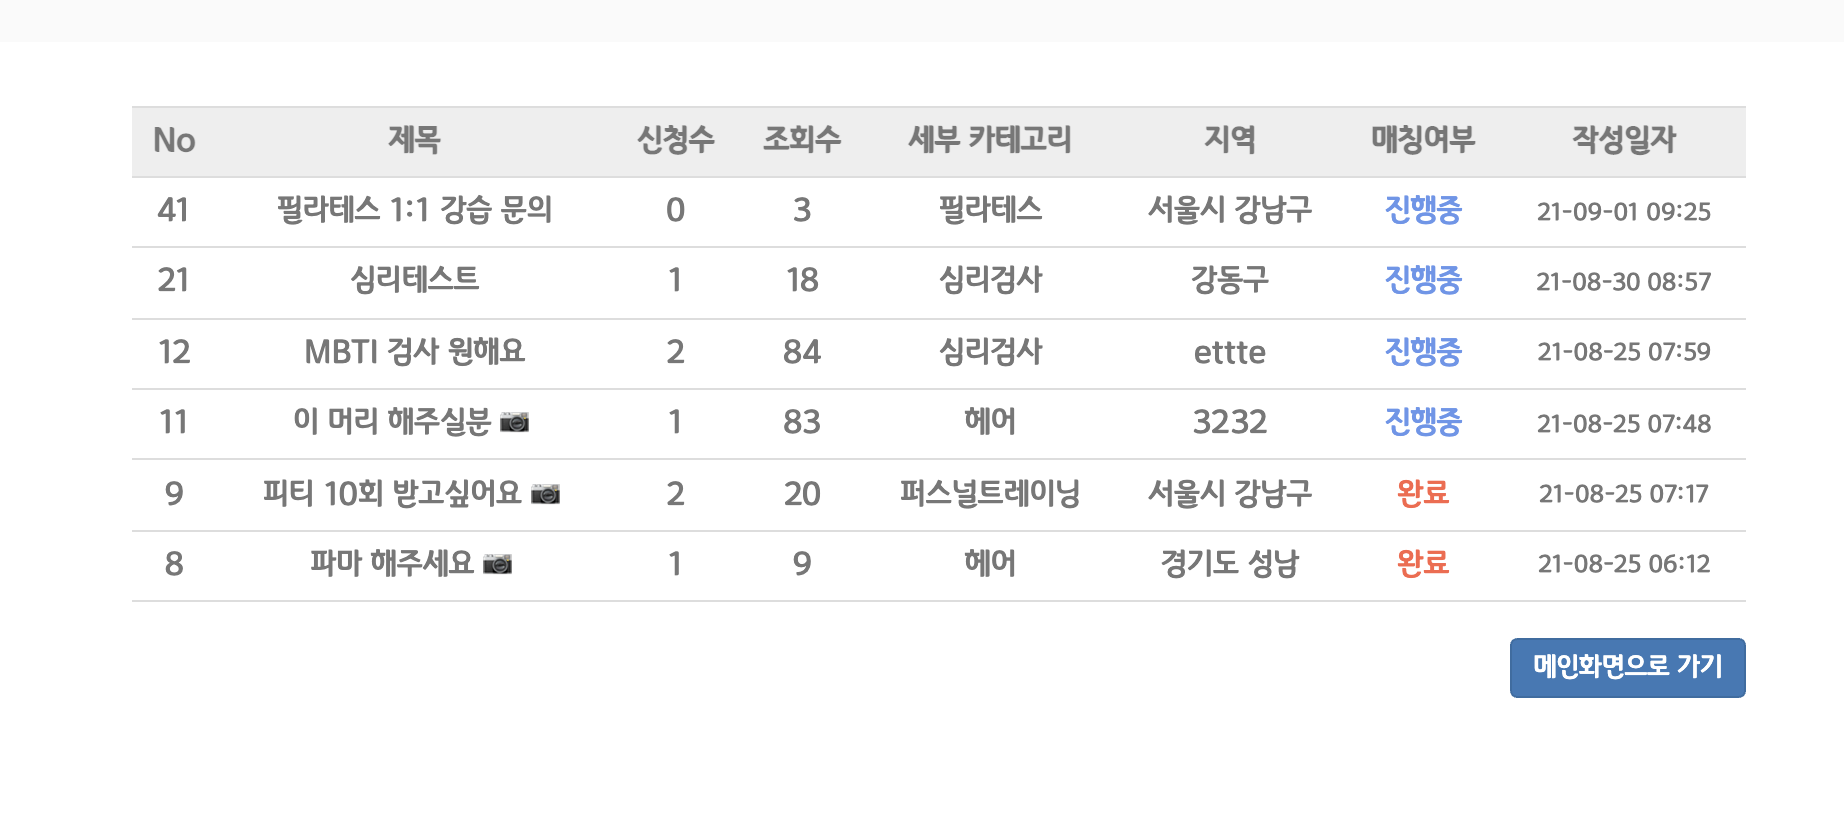 No 제목 신청수 조회수 세부 카테고리 지역 매칭여부 작성일자
41 필라테스 1:1 강습 문의 0 3 필라테스 서울시 강남구 진행중 21-09-01 09:25
21 심리테스트 1 18 심리검사 강동구 진행중 21-08-30 08:57
12 MBTI 검사 원해요 2 84 심리검사 ettte 진행중 21-08-25 07:59
11 이 머리 해주실분 📷 1 83 헤어 3232 진행중 21-08-25 07:48
9 피티 10회 받고싶어요 📷 2 20 퍼스널트레이닝 서울시 강남구 완료 21-08-25 07:17
8 파마 해주세요 📷 1 9 헤어 경기도 성남 완료 21-08-25 06:12
메인화면으로 가기